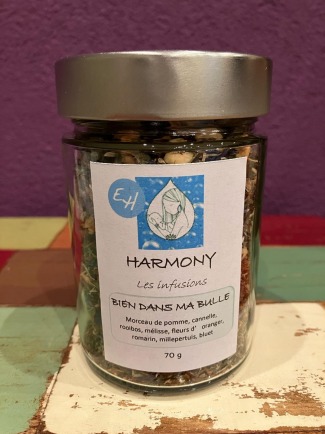 EH
HARMONY
Les infusions
BIEN DANS MA BULLE
Morceau de pomme, cannelle,
rooibos, mélisse, fleurs d' oranger,
romarin, millepertuis, bluet
70 g